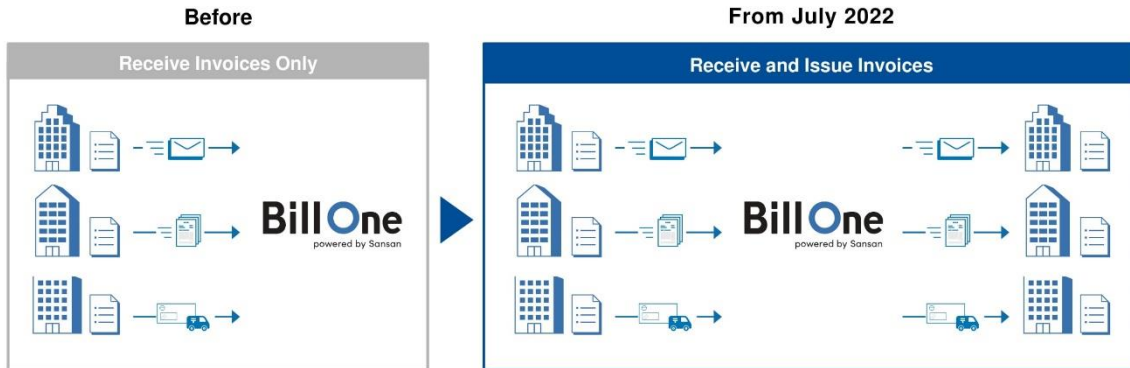 Before
From July 2022
Receive Invoices Only
Receive and Issue Invoices
Bill One
powered by Sansan
Bill One
powered by Sansan